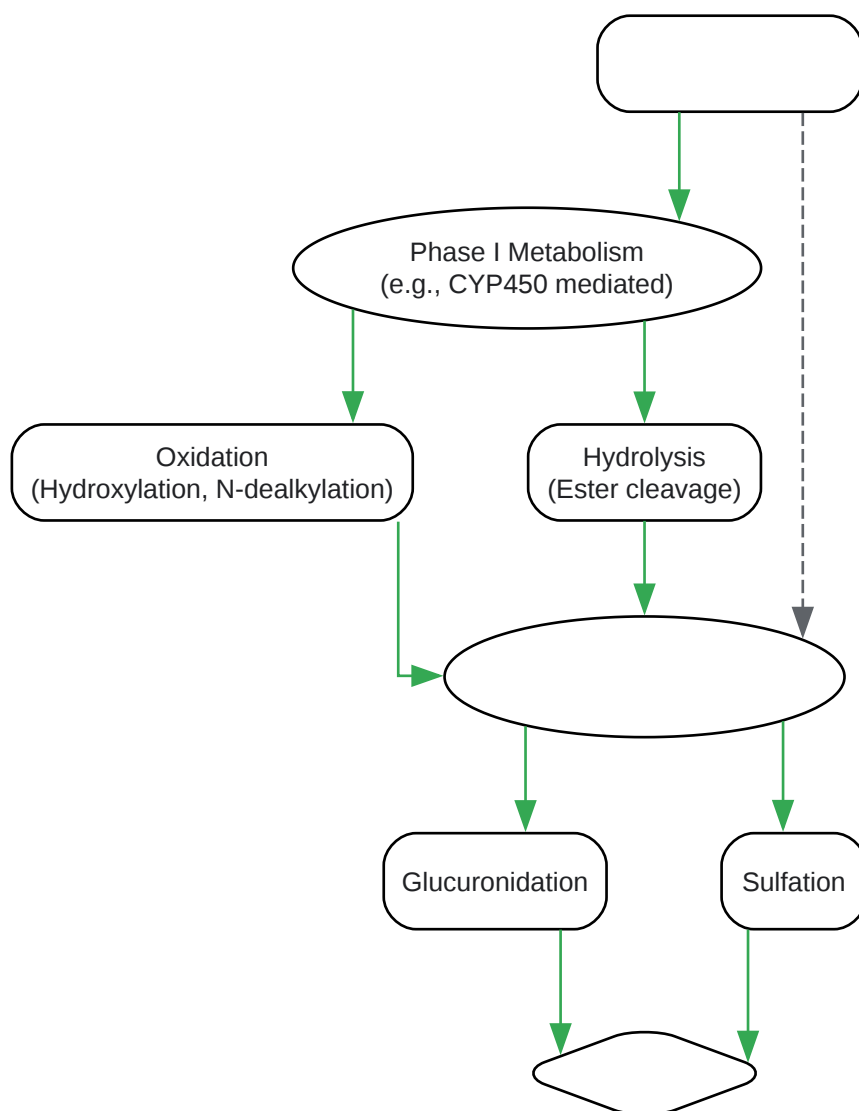 Phase I Metabolism
(e.g., CYP450 mediated)
Oxidation
(Hydroxylation, N-dealkylation)
Hydrolysis
(Ester cleavage)
Glucuronidation
Sulfation